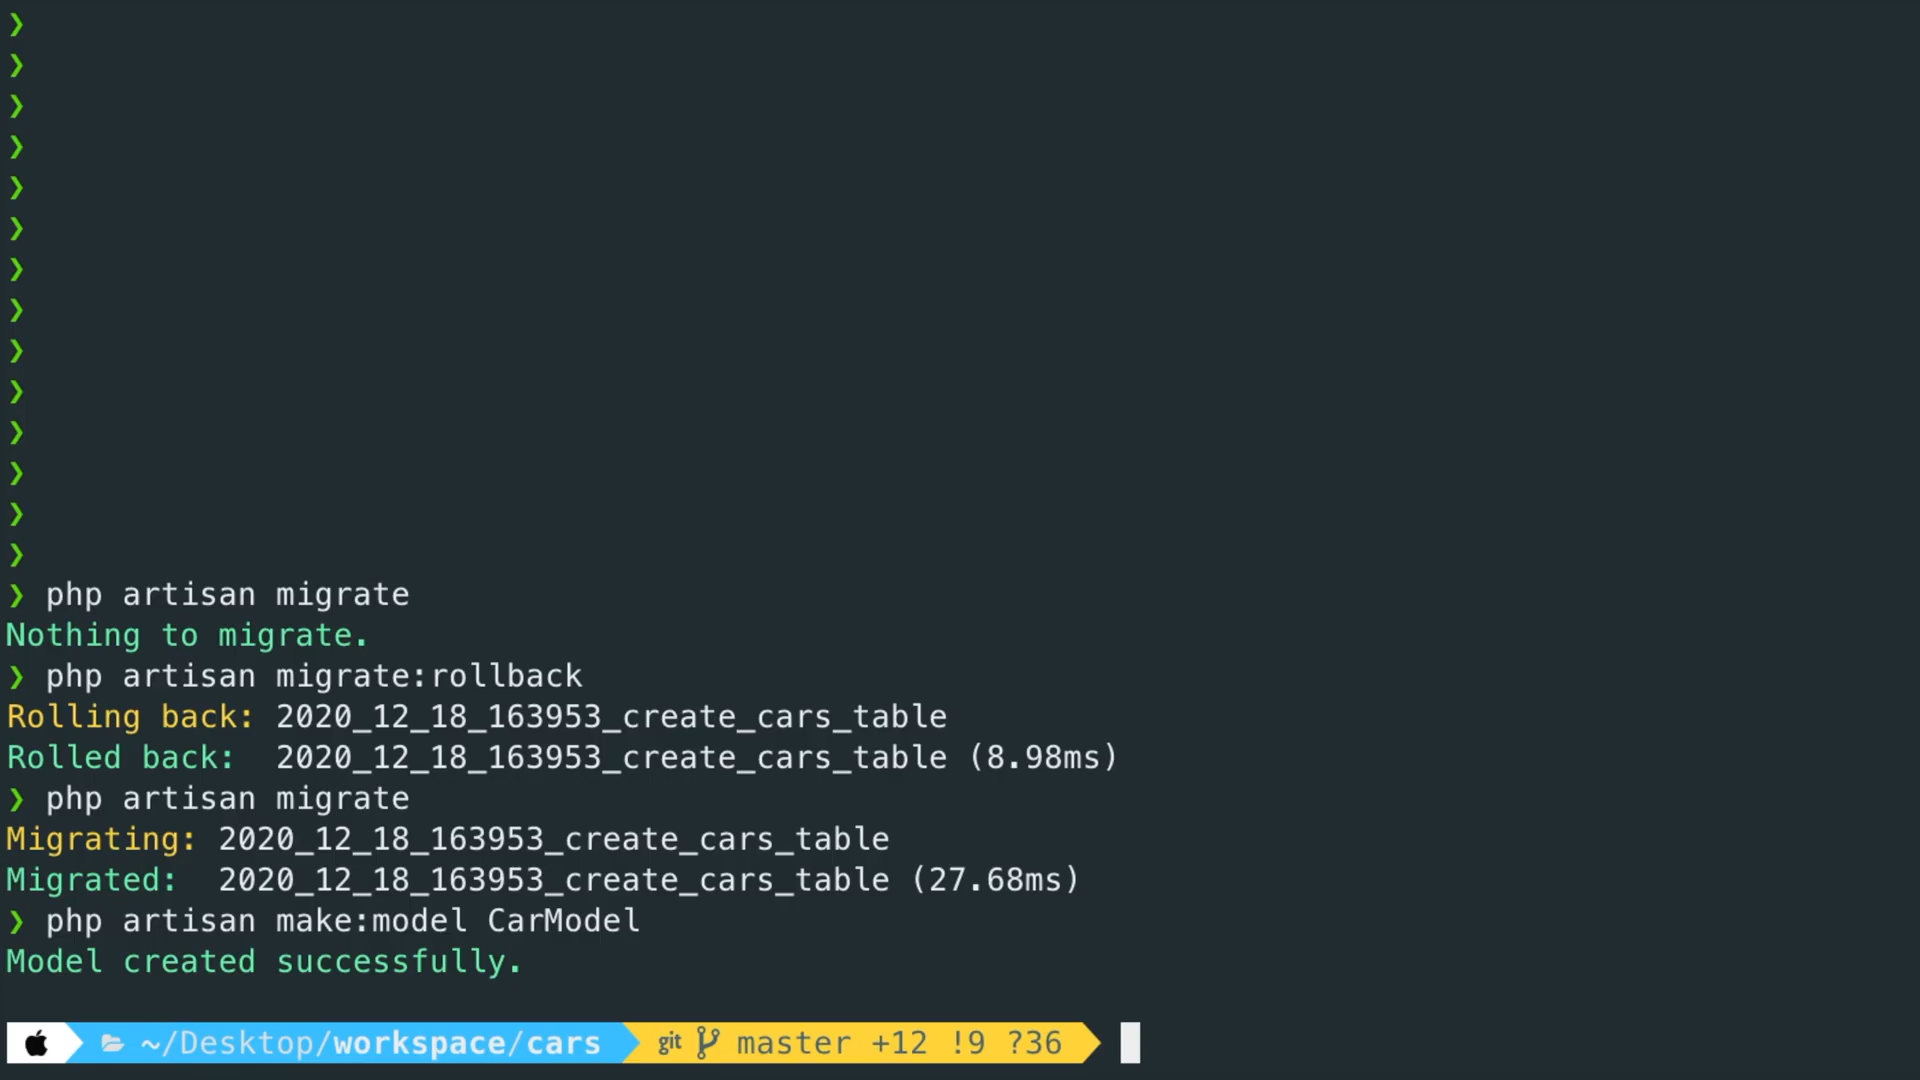 ❯
❯
❯
❯
❯
❯
❯
❯
❯
❯
❯
❯
❯
❯
❯ php artisan migrate
Nothing to migrate.
❯ php artisan migrate:rollback
Rolling back: 2020_12_18_163953_create_cars_table
Rolled back:  2020_12_18_163953_create_cars_table (8.98ms)
❯ php artisan migrate
Migrating: 2020_12_18_163953_create_cars_table
Migrated:  2020_12_18_163953_create_cars_table (27.68ms)
❯ php artisan make:model CarModel
Model created successfully.
~/Desktop/workspace/cars git master +12 !9 ?36